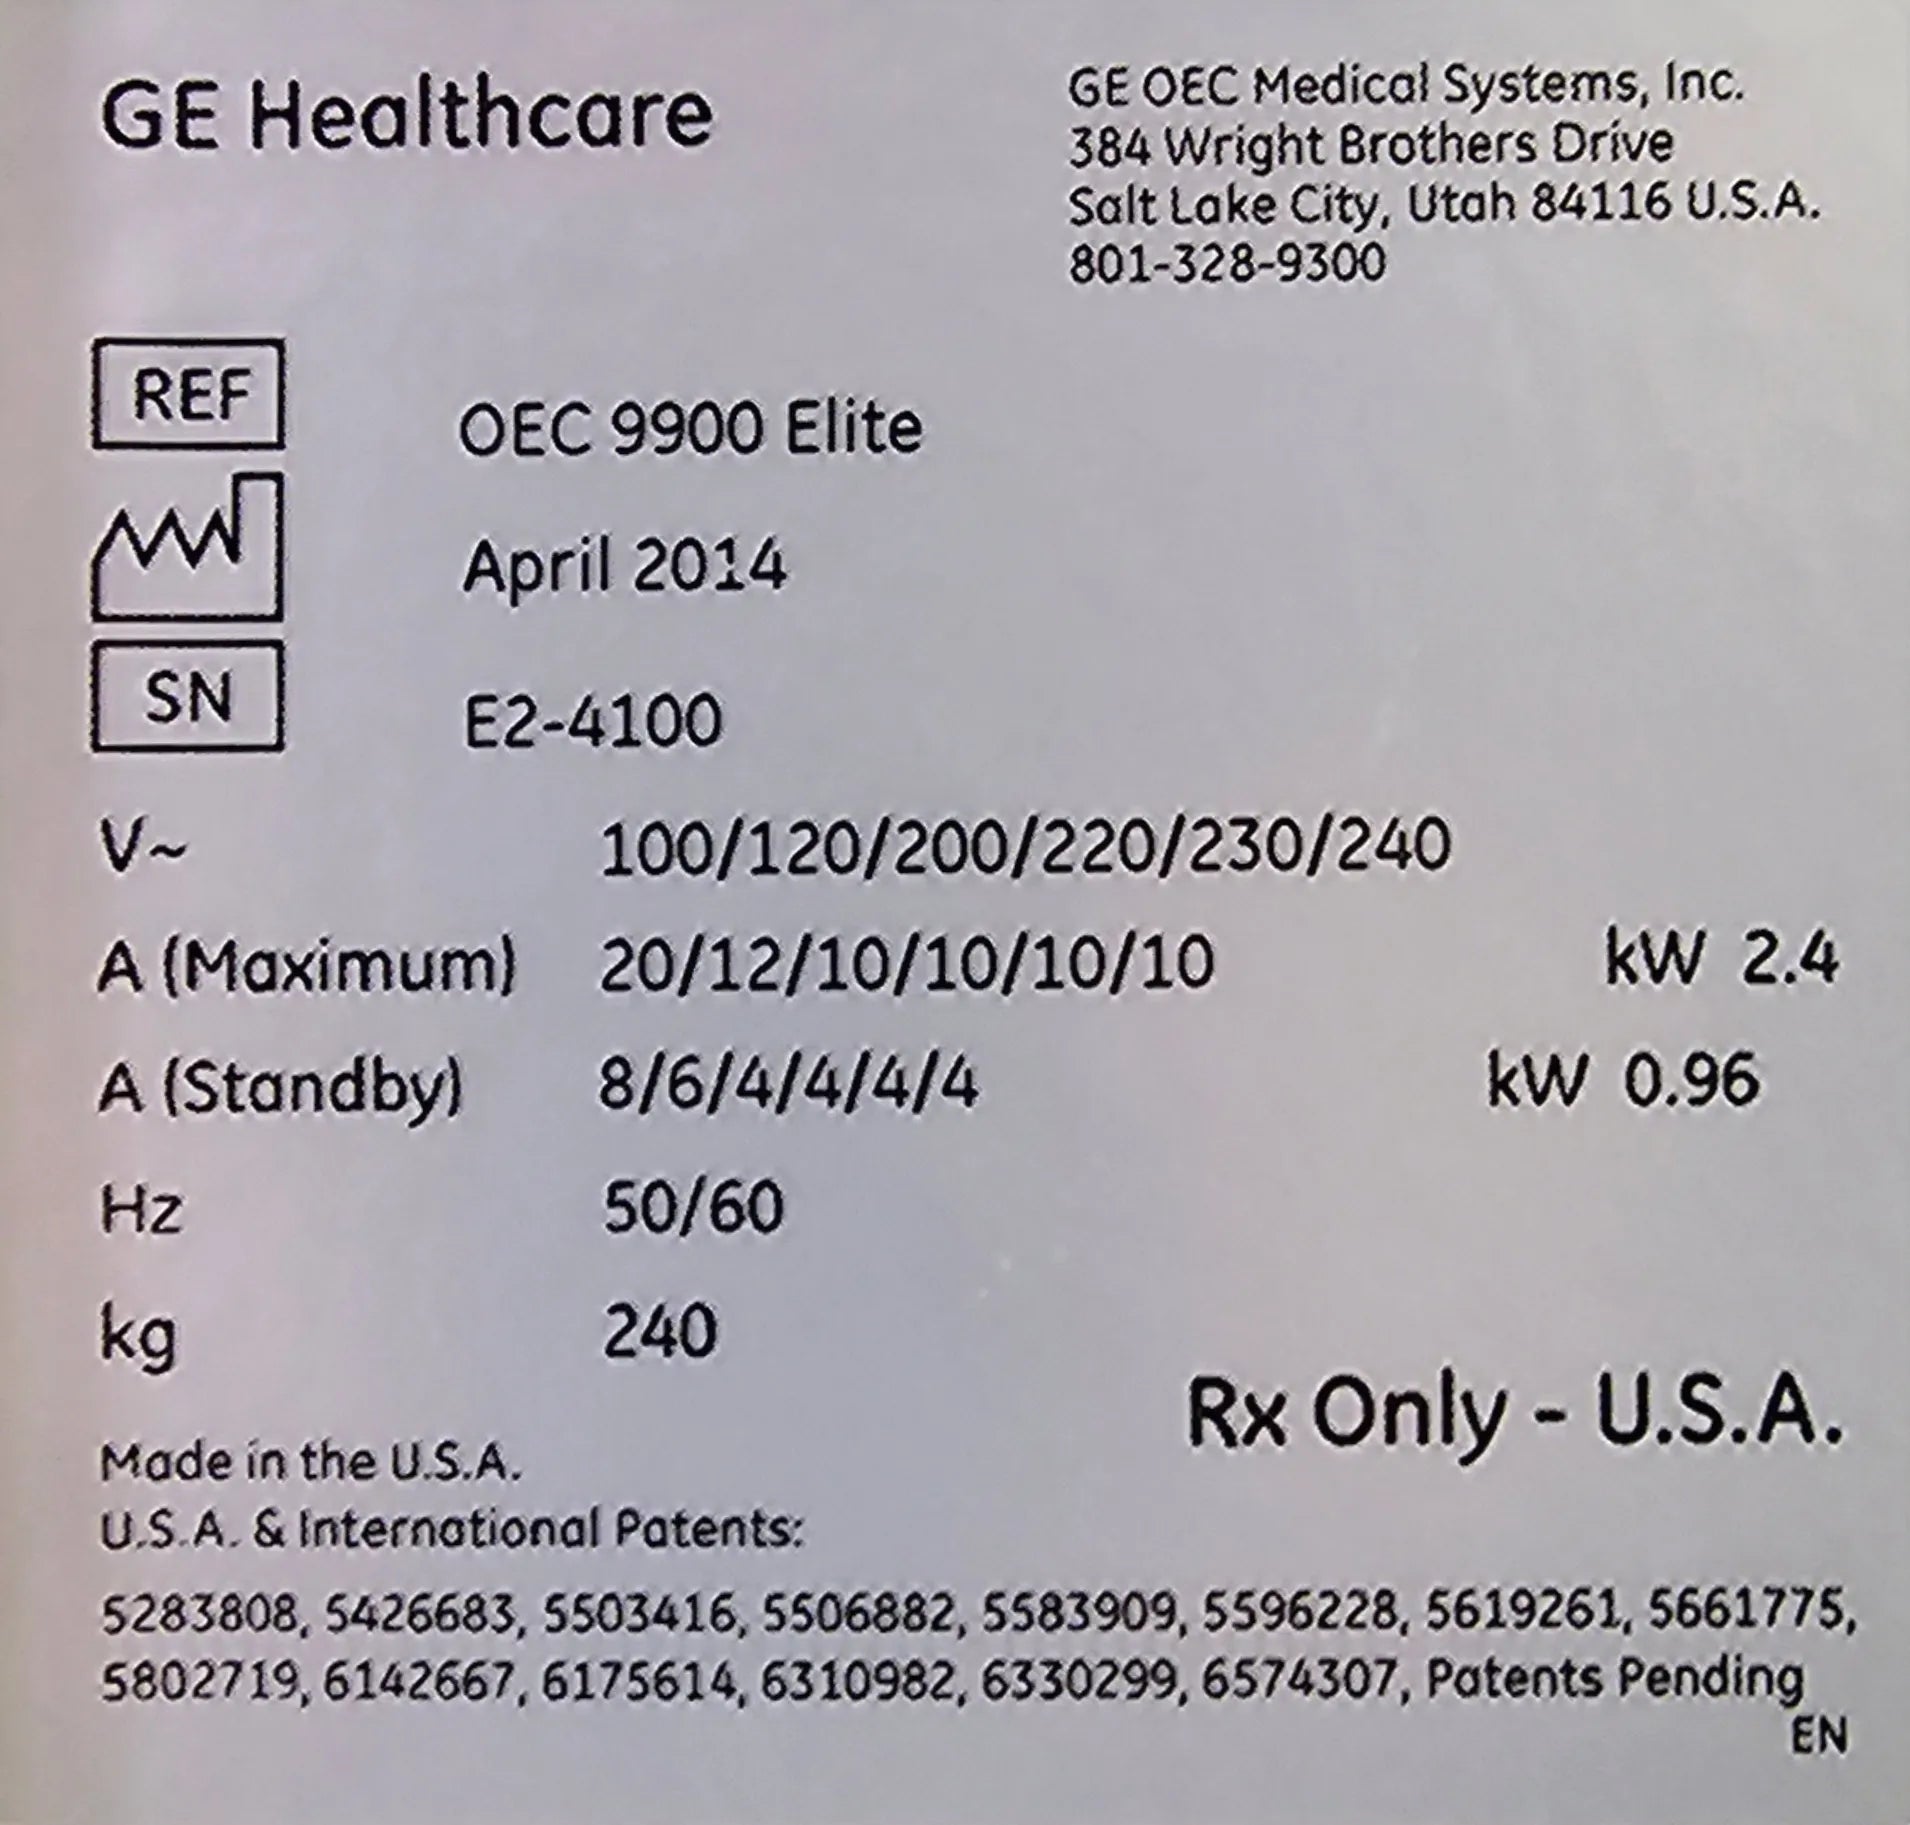 GE Healthcare
GE OEC Medical Systems, Inc.
384 Wright Brothers Drive
Salt Lake City, Utah 84116 U.S.A.
801-328-9300
REF OEC 9900 Elite
April 2014
SN E2-4100
V~ 100/120/200/220/230/240
A (Maximum) 20/12/10/10/10/10 kW 2.4
A (Standby) 8/6/4/4/4/4 kW 0.96
Hz 50/60
kg 240
Rx Only - U.S.A.
Made in the U.S.A.
U.S.A. & International Patents:
5283808, 5426683, 5503416, 5506882, 5583909, 5596228, 5619261, 5661775,
5802719, 6142667, 6175614, 6310982, 6330299, 6574307, Patents Pending
EN